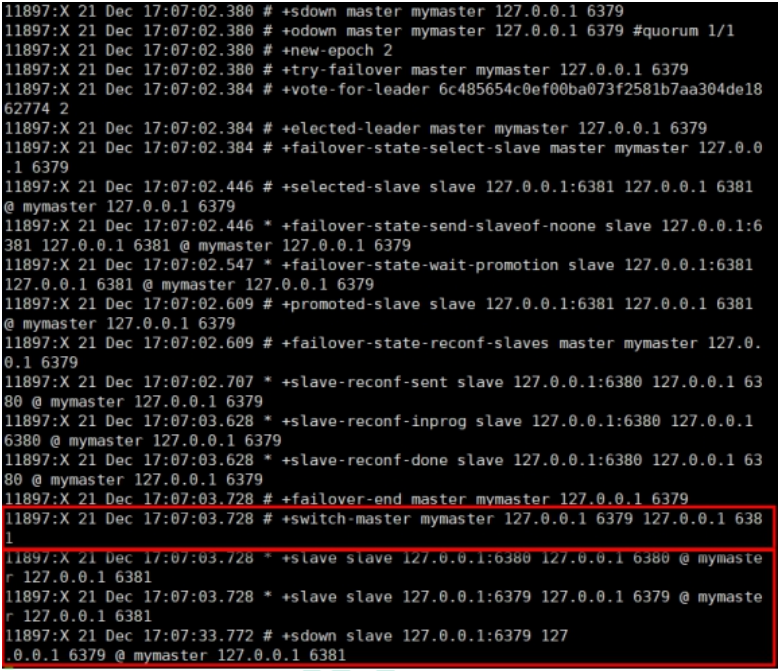 11897:X 21 Dec 17:07:02.380 # +sdown master mymaster 127.0.0.1 6379
11897:X 21 Dec 17:07:02.380 # +odown master mymaster 127.0.0.1 6379 #quorum 1/1
11897:X 21 Dec 17:07:02.380 # +new-epoch 2
11897:X 21 Dec 17:07:02.380 # +try-failover master mymaster 127.0.0.1 6379
11897:X 21 Dec 17:07:02.384 # +vote-for-leader 6c485654c0ef00ba073f2581b7aa304de18
62774 2
11897:X 21 Dec 17:07:02.384 # +elected-leader master mymaster 127.0.0.1 6379
11897:X 21 Dec 17:07:02.384 # +failover-state-select-slave master mymaster 127.0.0
.1 6379
11897:X 21 Dec 17:07:02.446 # +selected-slave slave 127.0.0.1:6381 127.0.0.1 6381
@ mymaster 127.0.0.1 6379
11897:X 21 Dec 17:07:02.446 * +failover-state-send-slaveof-noone slave 127.0.0.1:6
381 127.0.0.1 6381 @ mymaster 127.0.0.1 6379
11897:X 21 Dec 17:07:02.547 * +failover-state-wait-promotion slave 127.0.0.1:6381
127.0.0.1 6381 @ mymaster 127.0.0.1 6379
11897:X 21 Dec 17:07:02.609 # +promoted-slave slave 127.0.0.1:6381 127.0.0.1 6381
@ mymaster 127.0.0.1 6379
11897:X 21 Dec 17:07:02.609 # +failover-state-reconf-slaves master mymaster 127.0.
0.1 6379
11897:X 21 Dec 17:07:02.707 * +slave-reconf-sent slave 127.0.0.1:6380 127.0.0.1 63
80 @ mymaster 127.0.0.1 6379
11897:X 21 Dec 17:07:03.628 * +slave-reconf-inprog slave 127.0.0.1:6380 127.0.0.1
6380 @ mymaster 127.0.0.1 6379
11897:X 21 Dec 17:07:03.628 * +slave-reconf-done slave 127.0.0.1:6380 127.0.0.1 63
80 @ mymaster 127.0.0.1 6379
11897:X 21 Dec 17:07:03.728 # +failover-end master mymaster 127.0.0.1 6379
11897:X 21 Dec 17:07:03.728 # +switch-master mymaster 127.0.0.1 6379 127.0.0.1 638
1
11897:X 21 Dec 17:07:03.728 * +slave slave 127.0.0.1:6380 127.0.0.1 6380 @ mymaste
r 127.0.0.1 6381
11897:X 21 Dec 17:07:03.728 * +slave slave 127.0.0.1:6379 127.0.0.1 6379 @ mymaste
r 127.0.0.1 6381
11897:X 21 Dec 17:07:33.772 # +sdown slave 127.0.0.1:6379 127
.0.0.1 6379 @ mymaster 127.0.0.1 6381